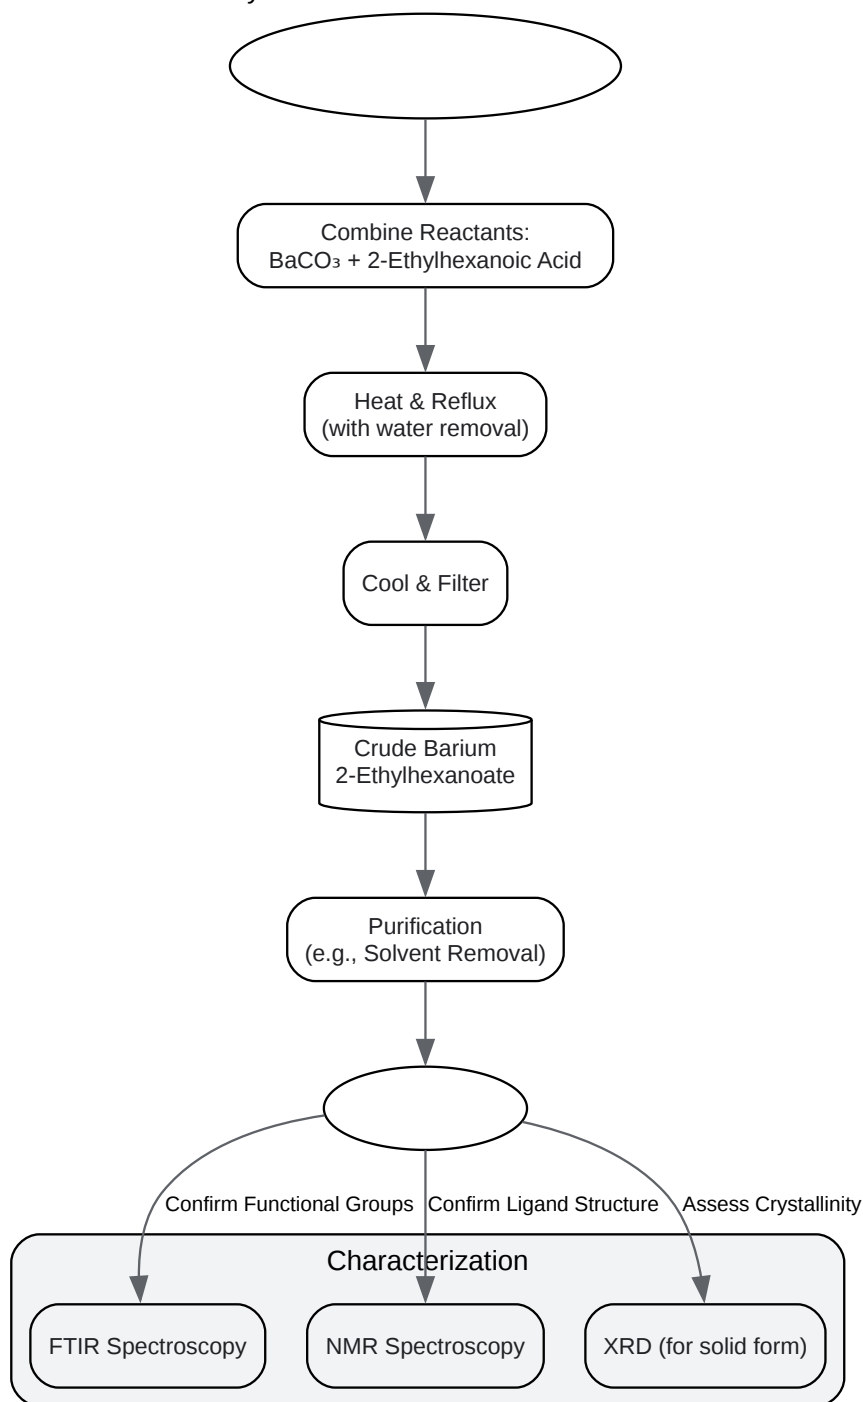 Combine Reactants:
BaCO₃ + 2-Ethylhexanoic Acid
Heat & Reflux
(with water removal)
Cool & Filter
Crude Barium
2-Ethylhexanoate
Purification
(e.g., Solvent Removal)
Confirm Functional Groups
Confirm Ligand Structure
Assess Crystallinity
Characterization
FTIR Spectroscopy
NMR Spectroscopy
XRD (for solid form)